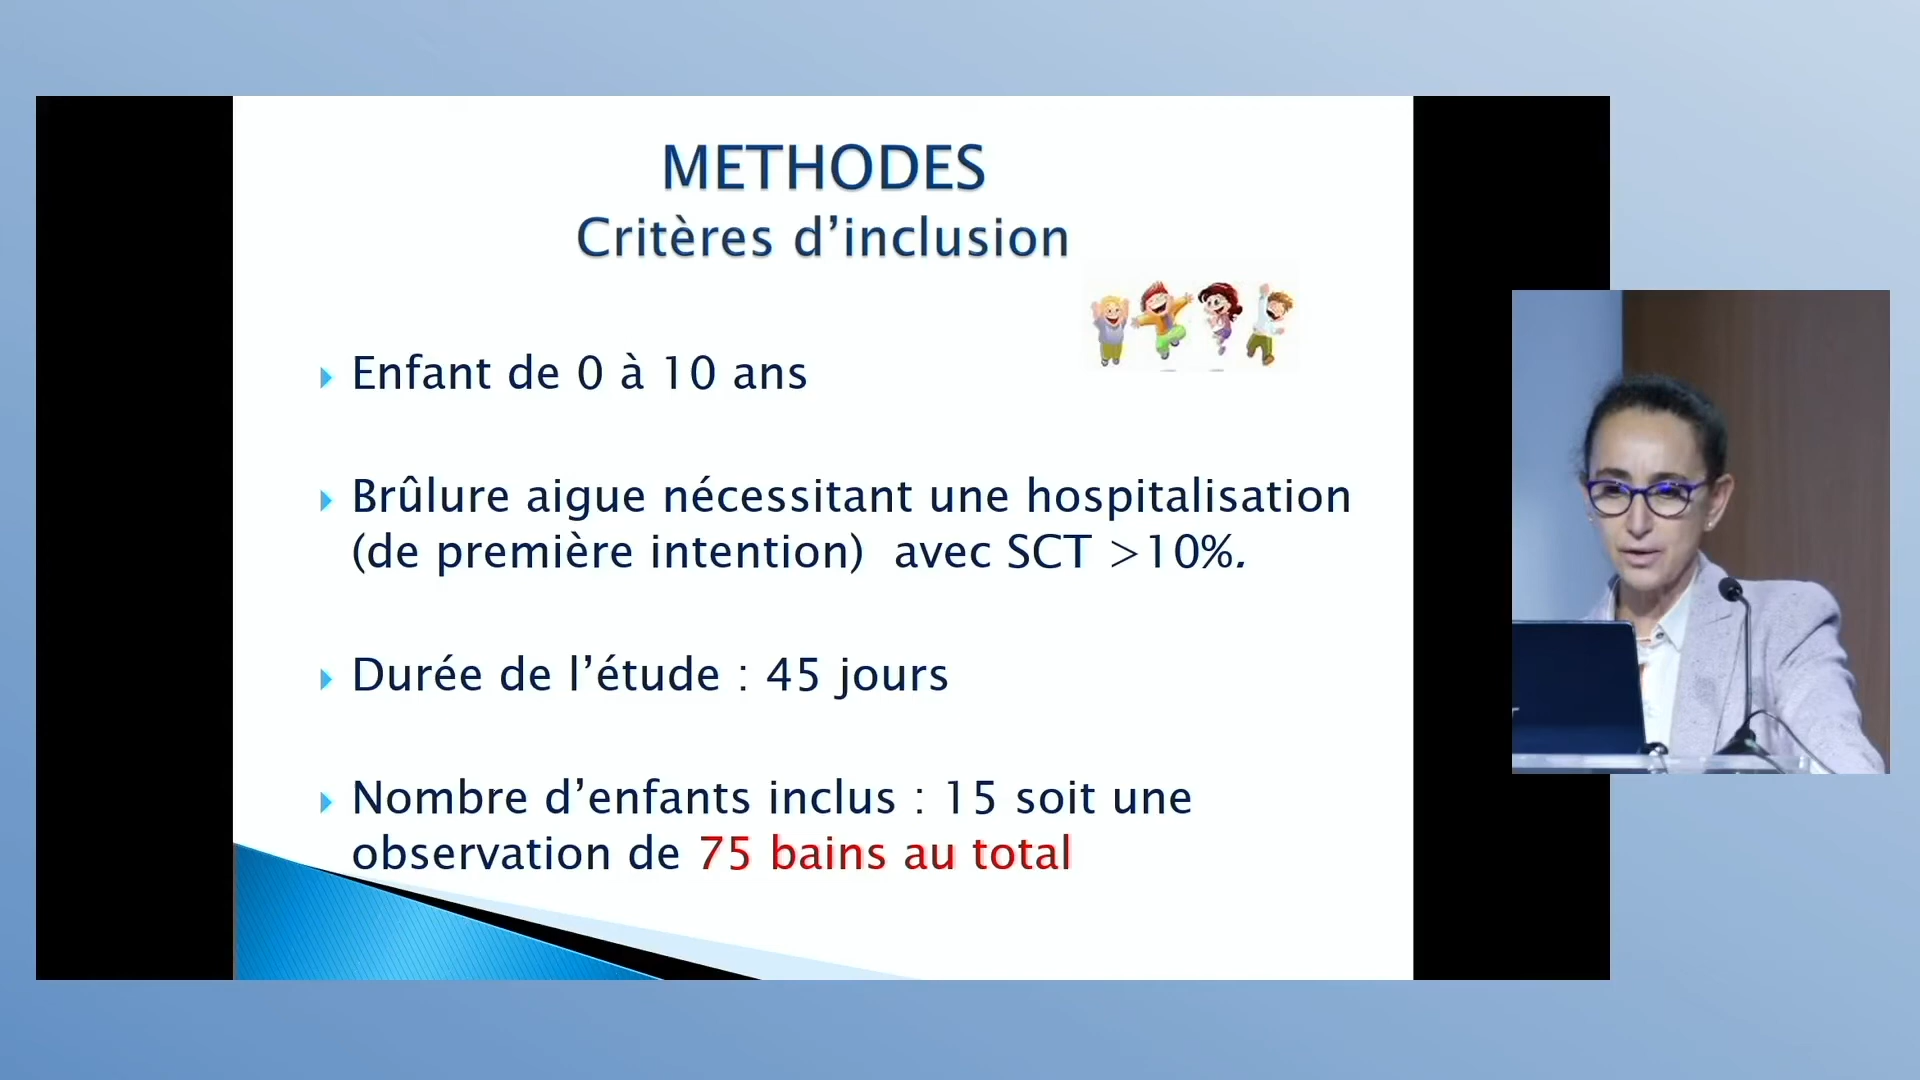 METHODES
Critères d’inclusion
Enfant de 0 à 10 ans
Brûlure aigue nécessitant une hospitalisation
(de première intention) avec SCT >10%.
Durée de l’étude : 45 jours
Nombre d’enfants inclus : 15 soit une
observation de 75 bains au total